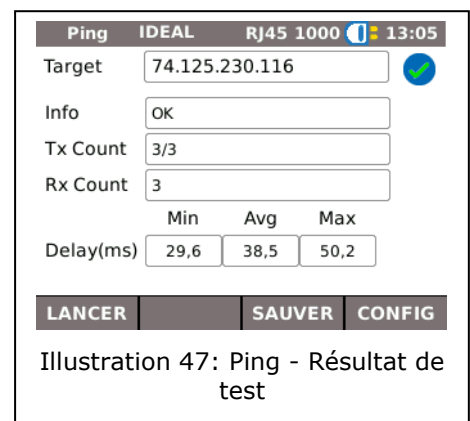 Ping IDEAL RJ45 1000 13:05
Target 74.125.230.116
Info OK
Tx Count 3/3
Rx Count 3
Min Avg Max
Delay(ms) 29,6 38,5 50,2
LANCER SAUVER CONFIG
Illustration 47: Ping - Résultat de
test